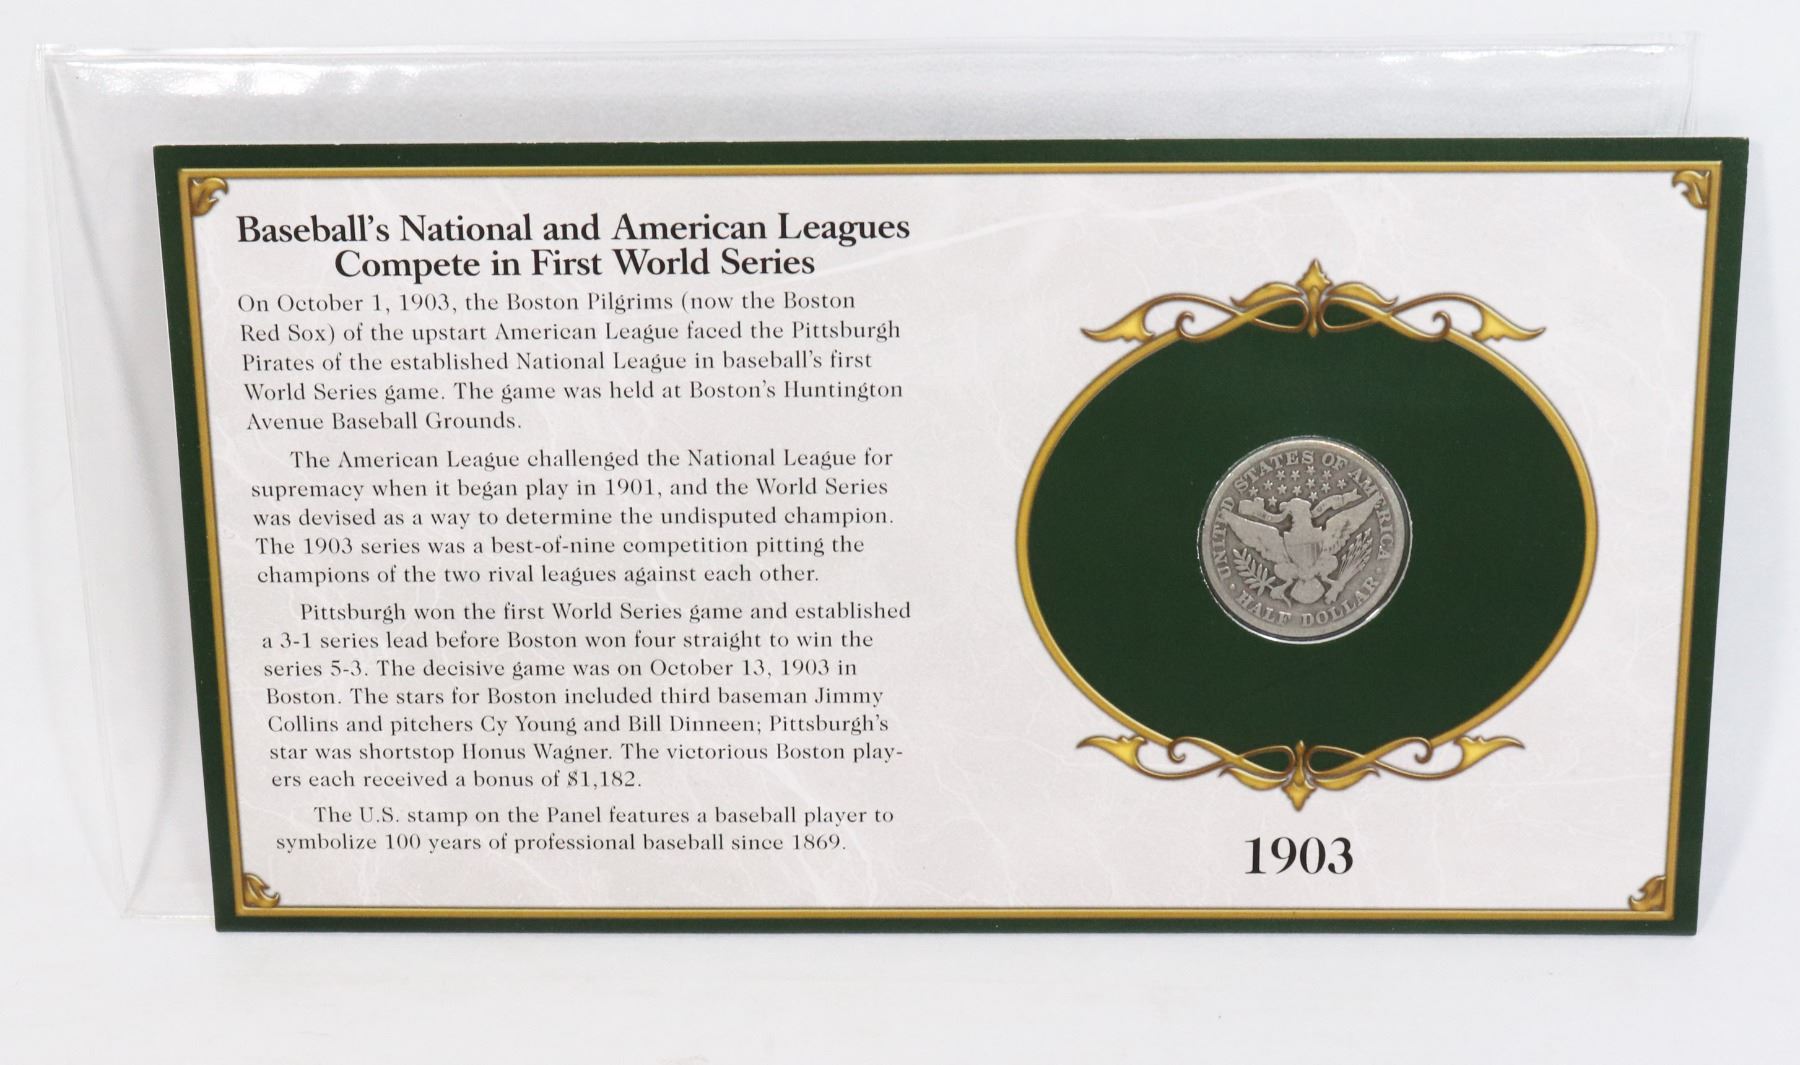 Baseball's National and American Leagues
Compete in First World Series
On October 1, 1903, the Boston Pilgrims (now the Boston
Red Sox) of the upstart American League faced the Pittsburgh
Pirates of the established National League in baseball's first
World Series game. The game was held at Boston's Huntington
Avenue Baseball Grounds.
The American League challenged the National League for
supremacy when it began play in 1901, and the World Series
was devised as a way to determine the undisputed champion.
The 1903 series was a best-of-nine competition pitting the
champions of the two rival leagues against each other.
Pittsburgh won the first World Series game and established
a 3-1 series lead before Boston won four straight to win the
series 5-3. The decisive game was on October 13, 1903 in
Boston. The stars for Boston included third baseman Jimmy
Collins and pitchers Cy Young and Bill Dinneen; Pittsburgh's
star was shortstop Honus Wagner. The victorious Boston play-
ers each received a bonus of $1,182.
The U.S. stamp on the Panel features a baseball player to
symbolize 100 years of professional baseball since 1869.
UNITED STATES OF AMERICA
HALF DOLLAR
1903